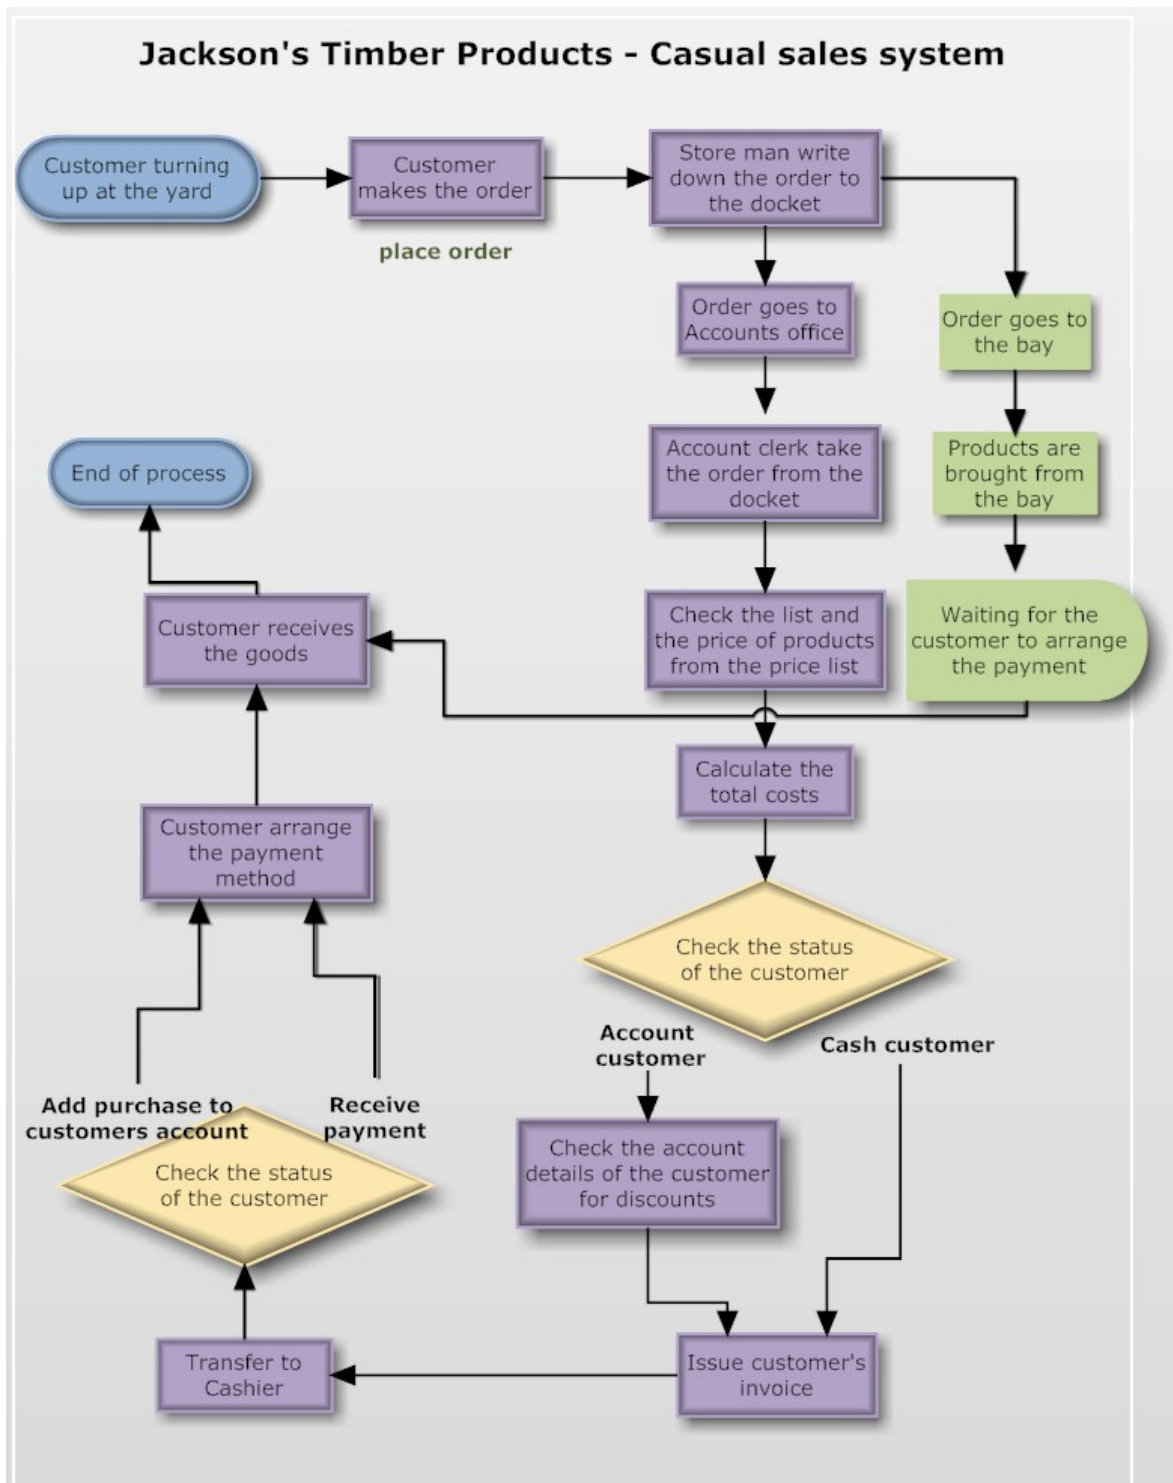 Jackson's Timber Products - Casual sales system
Customer turning
up at the yard
Customer
makes the order
place order
Store man write
down the order to
the docket
Order goes to
Accounts office
Order goes to
the bay
Account clerk take
the order from the
docket
Products are
brought from
the bay
End of process
Check the list and
the price of products
from the price list
Waiting for the
customer to arrange
the payment
Customer receives
the goods
Calculate the
total costs
Customer arrange
the payment
method
Check the status
of the customer
Account
customer
Cash customer
Add purchase to
customers account
Receive
payment
Check the status
of the customer
Check the account
details of the customer
for discounts
Transfer to
Cashier
Issue customer's
invoice